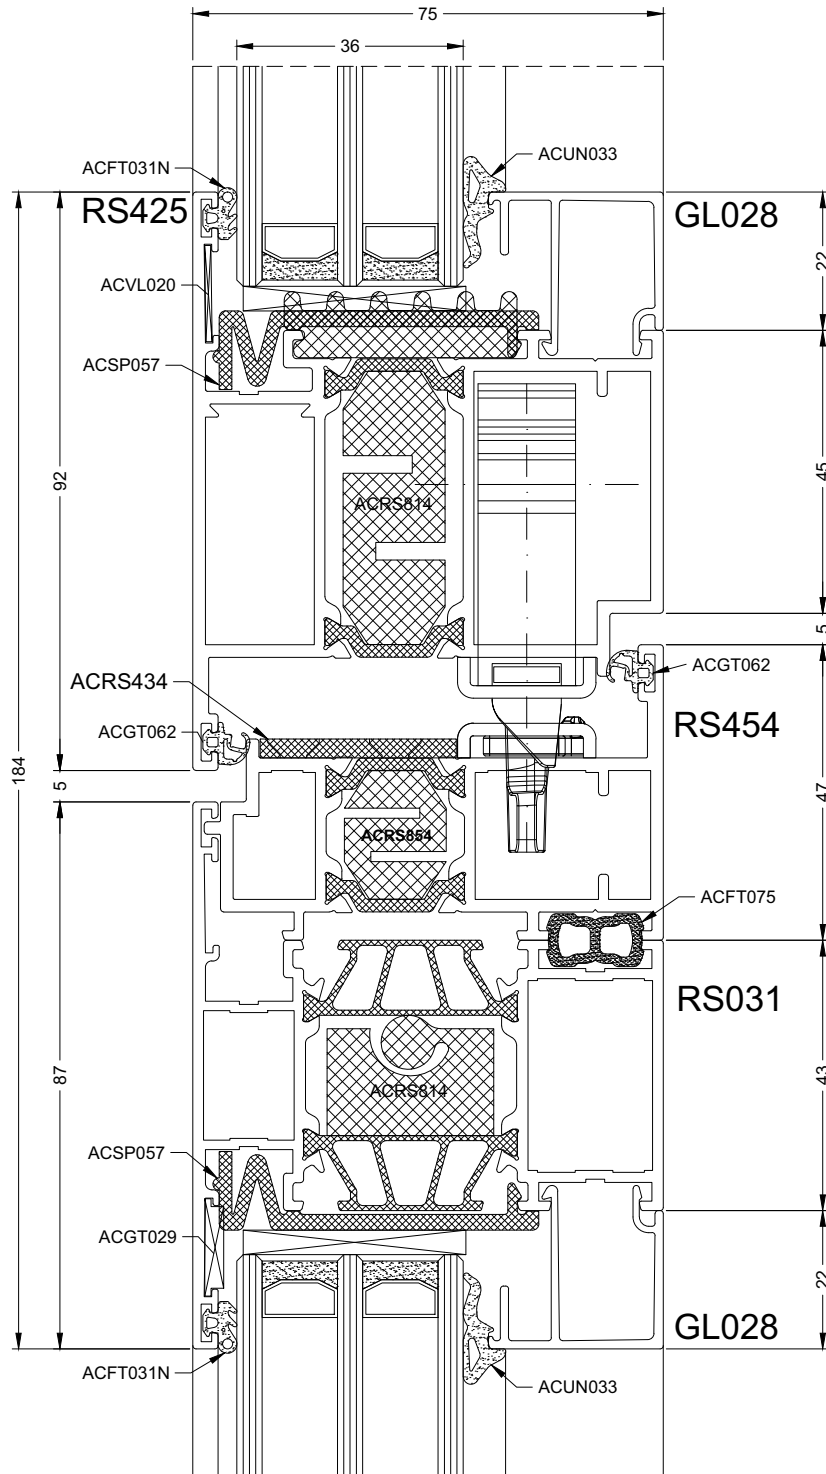 75
36
ACFT031N
ACUN033
RS425
GL028
22
ACVL020
ACSP057
92
45
ACRS814
5
ACGT062
ACRS434
RS454
ACGT062
184
5
47
ACRS854
ACFT075
RS031
87
43
ACRS814
ACSP057
ACGT029
22
GL028
ACFT031N
ACUN033